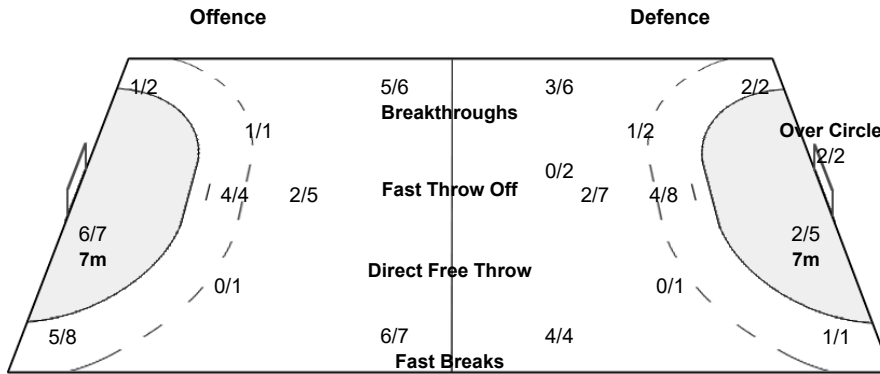 Offence Defence
1/2 5/6 3/6 2/2
Breakthroughs
1/1 1/2 Over Circle
2/2
0/2
4/4 2/5 Fast Throw Off 2/7 4/8
6/7 2/5
7m 7m
Direct Free Throw
0/1 0/1
5/8 6/7 4/4 1/1
Fast Breaks